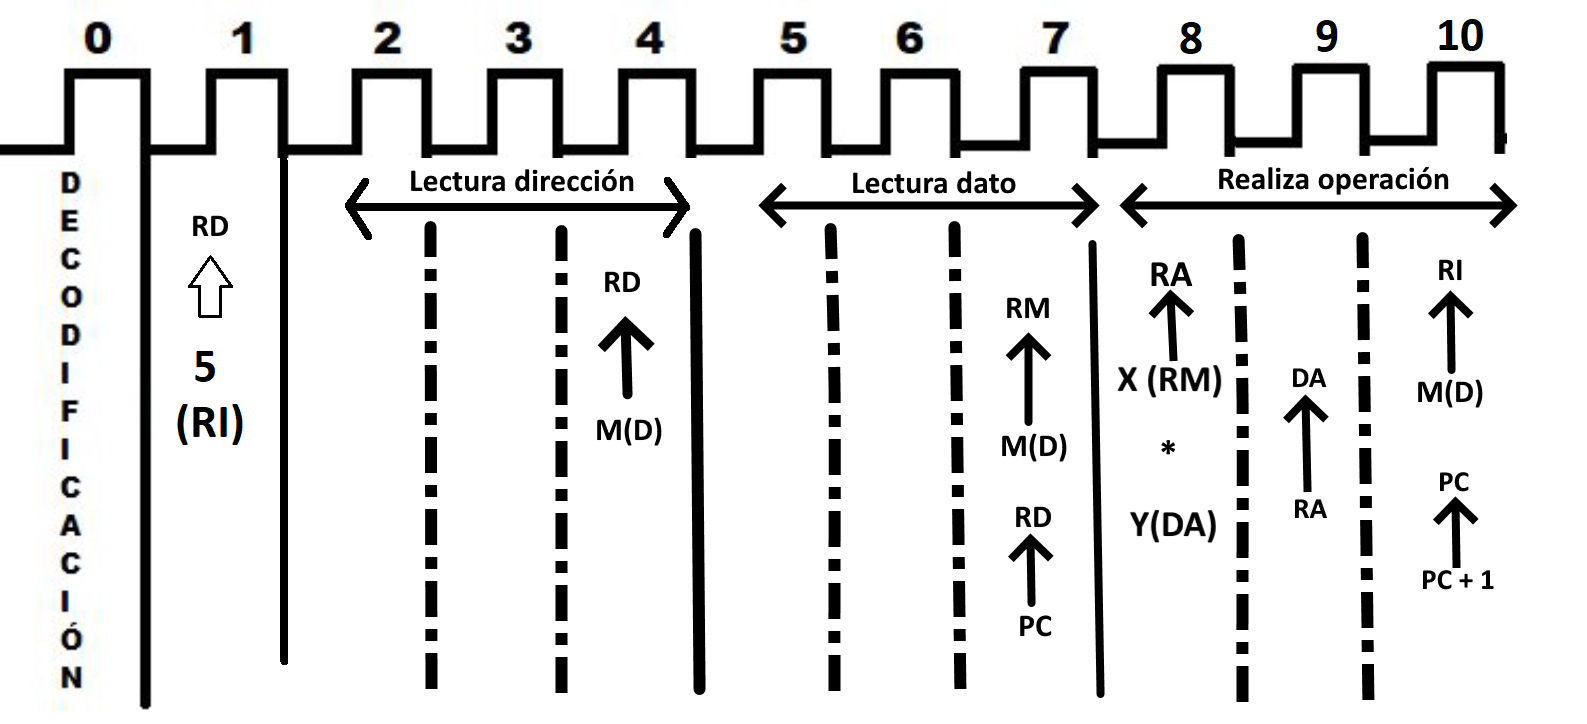 0 1 2 3 4 5 6 7 8 9 10
DECODIFICACIÓN
RD
5
(RI)
Lectura dirección
RD
M(D)
Lectura dato
RM
M(D)
RD
PC
Realiza operación
RA
X (RM)
*
Y(DA)
DA
RA
RI
M(D)
PC
PC + 1